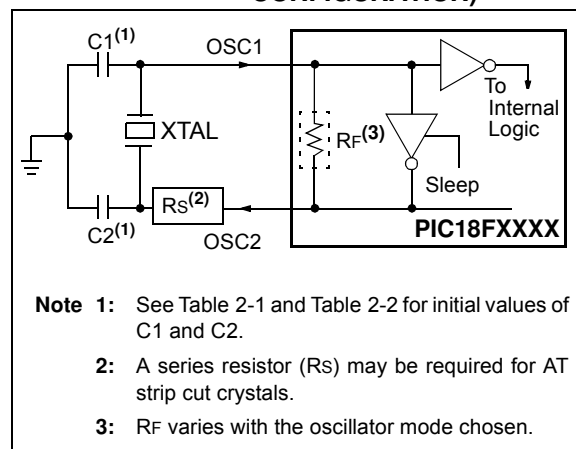 C1(1)
OSC1
To
Internal
Logic
XTAL
RF(3)
Sleep
RS(2)
C2(1)
OSC2
PIC18FXXXX
Note 1: See Table 2-1 and Table 2-2 for initial values of
C1 and C2.
2: A series resistor (RS) may be required for AT
strip cut crystals.
3: RF varies with the oscillator mode chosen.